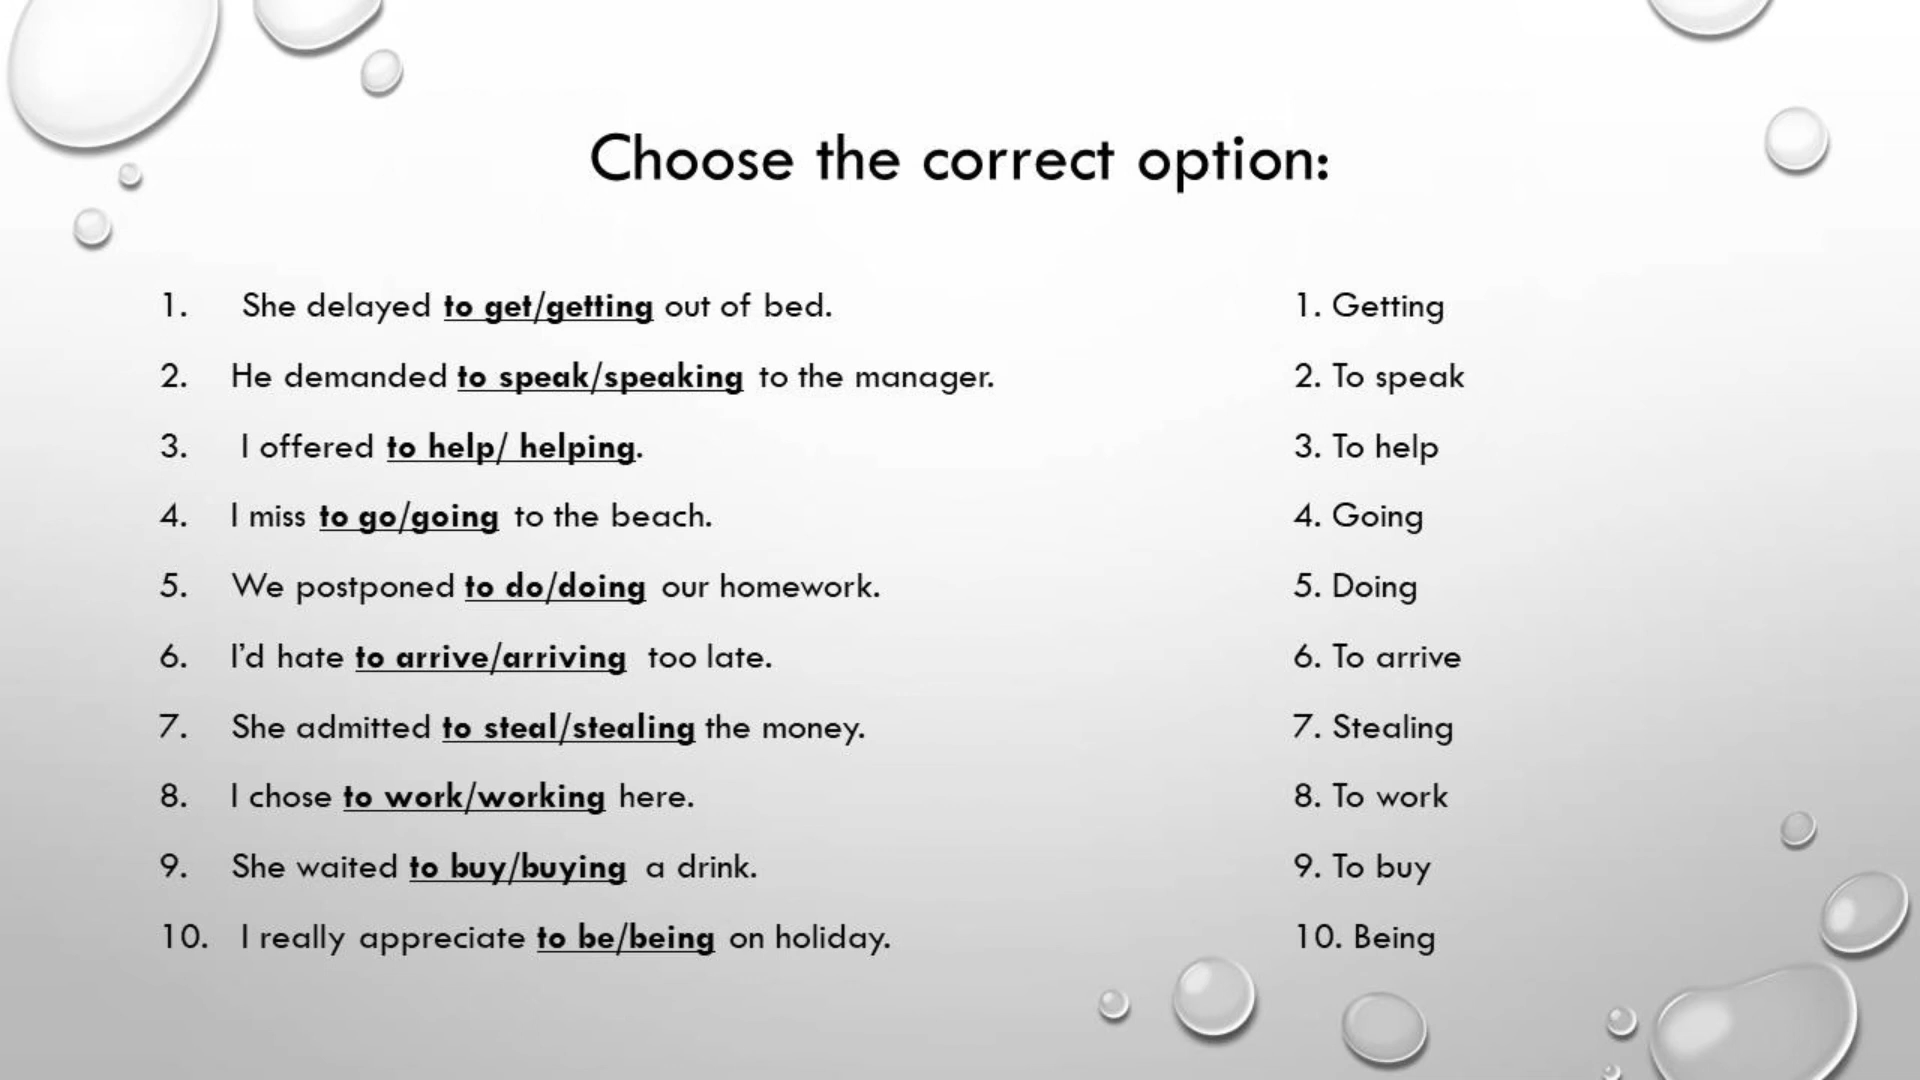 Choose the correct option:
1. She delayed to get/getting out of bed.
2. He demanded to speak/speaking to the manager.
3. I offered to help/ helping.
4. I miss to go/going to the beach.
5. We postponed to do/doing our homework.
6. I'd hate to arrive/arriving too late.
7. She admitted to steal/stealing the money.
8. I chose to work/working here.
9. She waited to buy/buying a drink.
10. I really appreciate to be/being on holiday.
1. Getting
2. To speak
3. To help
4. Going
5. Doing
6. To arrive
7. Stealing
8. To work
9. To buy
10. Being